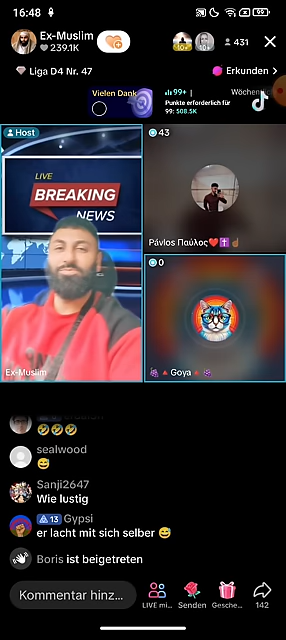 16:48
99
Ex-Muslim
239.1K
10+
10+
431
Liga D4 Nr. 47
Erkunden >
Vielen Dank
99+ |
Punkte erforderlich für
99: 508.5K
Wochen
Host
LIVE
BREAKING
NEWS
Ex-Muslim
43
Pávlos Παύλος
0
Goya
🤣🤣🤣
sealwood
😅
Sanji2647
Wie lustig
13 Gypsi
er lacht mit sich selber 😅
Boris ist beigetreten
Kommentar hinz...
LIVE mi...
Senden
Gesche...
142